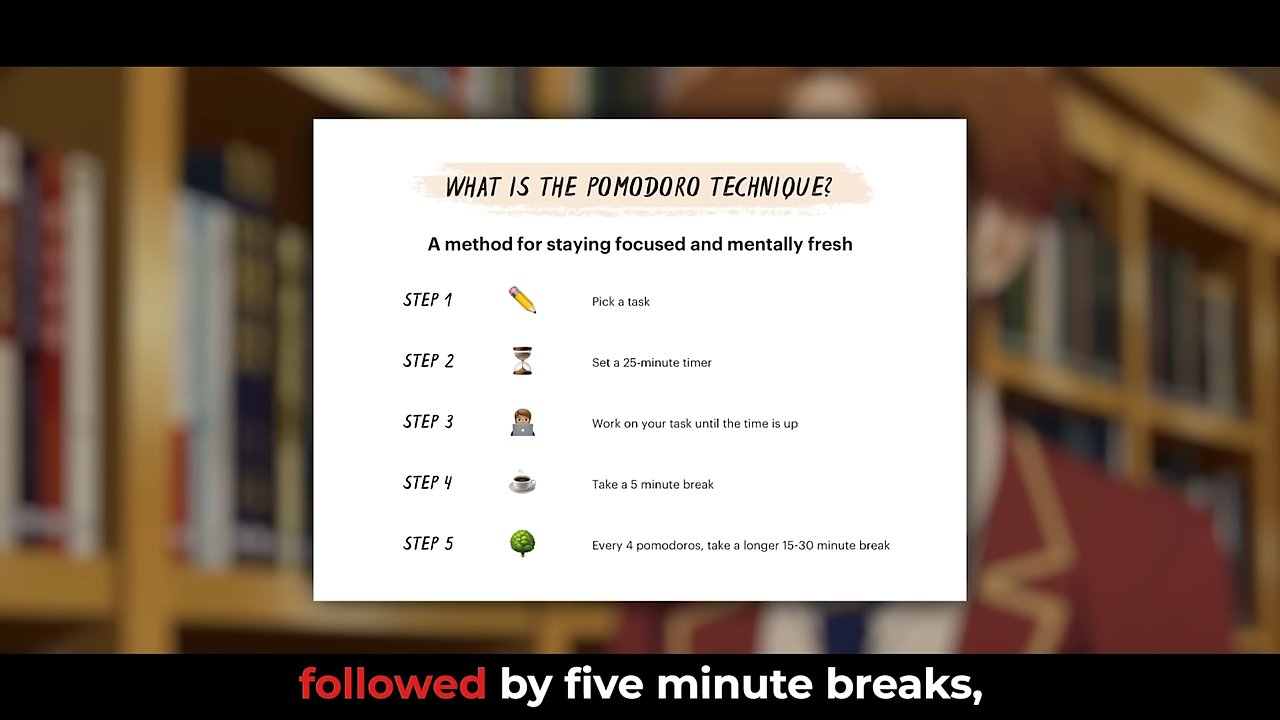 WHAT IS THE POMODORO TECHNIQUE?
A method for staying focused and mentally fresh
STEP 1 Pick a task
STEP 2 Set a 25-minute timer
STEP 3 Work on your task until the time is up
STEP 4 Take a 5 minute break
STEP 5 Every 4 pomodoros, take a longer 15-30 minute break
followed by five minute breaks,